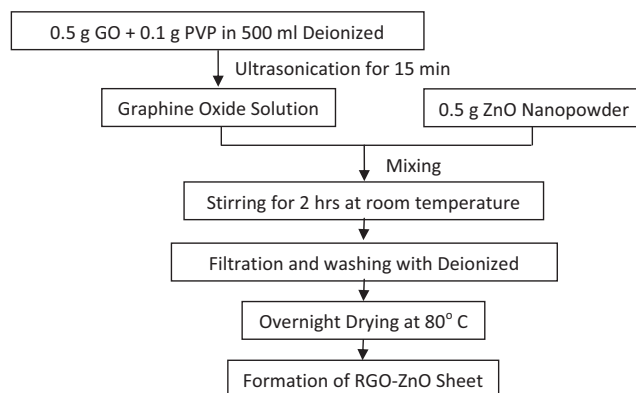 0.5 g GO + 0.1 g PVP in 500 ml Deionized
Ultrasonication for 15 min
Graphine Oxide Solution
0.5 g ZnO Nanopowder
Mixing
Stirring for 2 hrs at room temperature
Filtration and washing with Deionized
Overnight Drying at 80° C
Formation of RGO-ZnO Sheet